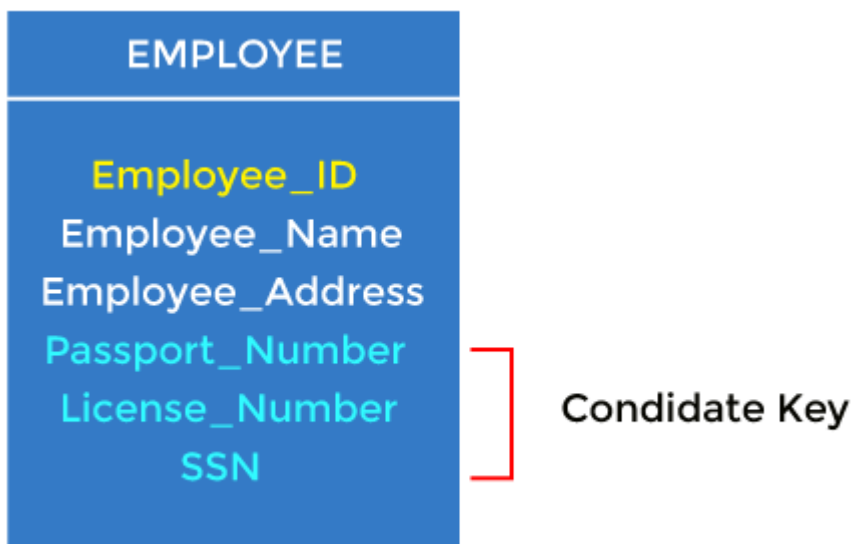 EMPLOYEE
Employee_ID
Employee_Name
Employee_Address
Passport_Number
License_Number
SSN
Condidate Key